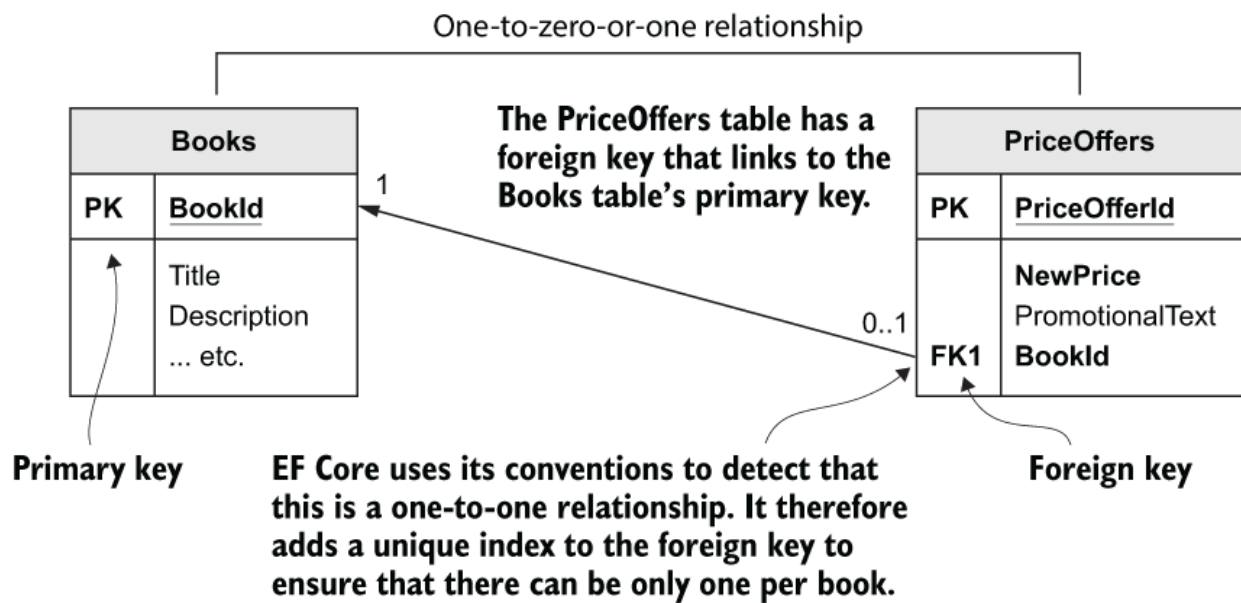 One-to-zero-or-one relationship
Books
PK BookId
Title
Description
... etc.
1
The PriceOffers table has a
foreign key that links to the
Books table’s primary key.
0..1
PriceOffers
PK PriceOfferId
NewPrice
PromotionalText
FK1 BookId
Primary key
EF Core uses its conventions to detect that
this is a one-to-one relationship. It therefore
adds a unique index to the foreign key to
ensure that there can be only one per book.
Foreign key